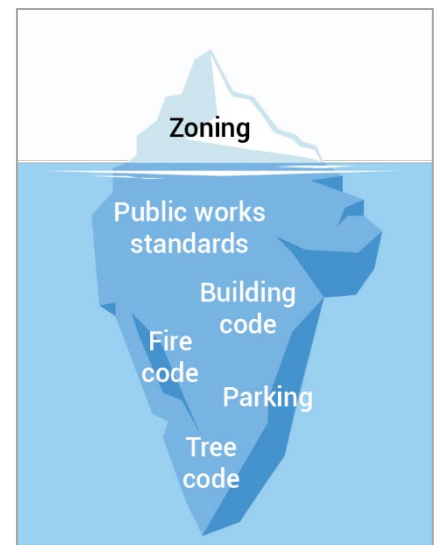 Zoning
Public works
standards
Building
code
Fire
code
Parking
Tree
code